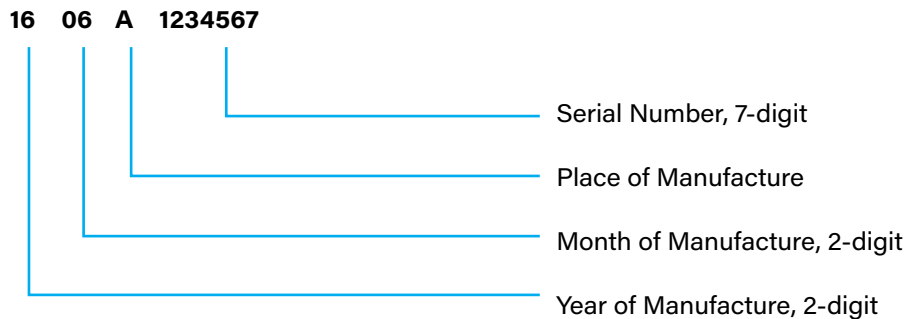 16 06 A 1234567
Serial Number, 7-digit
Place of Manufacture
Month of Manufacture, 2-digit
Year of Manufacture, 2-digit